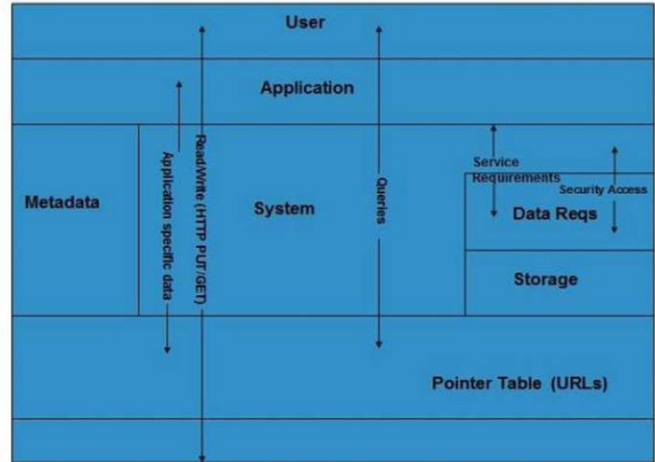 User
Application
Metadata
Application specific data
Read/Write (HTTP PUT/GET)
System
Queries
Service
Requirements
Security Access
Data Reqs
Storage
Pointer Table (URLs)